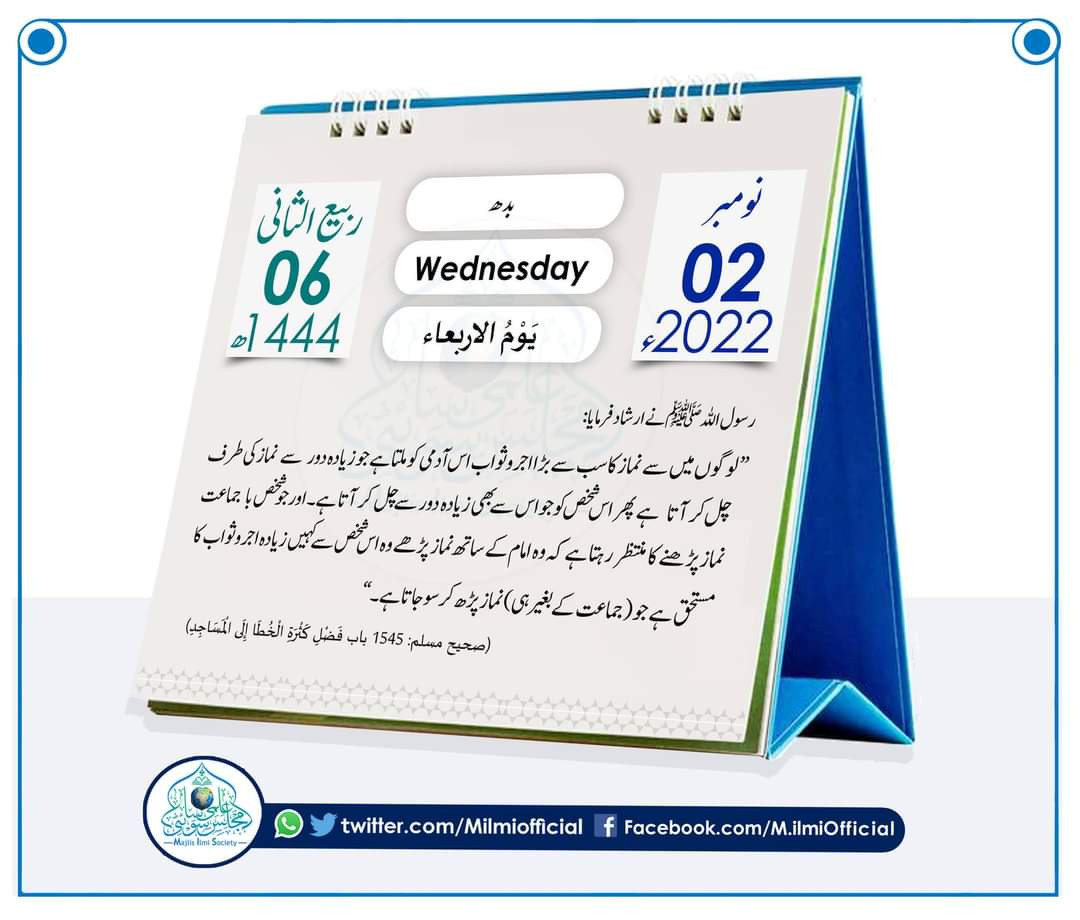 نومبر
02
2022ء
بدھ
Wednesday
يَوْمُ الاربعاء
ربیع الثانی
06
1444ھ
رسول اللہ ﷺ نے ارشاد فرمایا:
”لوگوں میں سے نماز کا سب سے بڑا اجر و ثواب اس آدمی کو ملتا ہے جو زیادہ دور سے نماز کی طرف
چل کر آتا ہے پھر اس شخص کو جو اس سے بھی زیادہ دور سے چل کر آتا ہے۔ اور جو شخص با جماعت
نماز پڑھنے کا منتظر رہتا ہے کہ وہ امام کے ساتھ نماز پڑھے وہ اس شخص سے کہیں زیادہ اجر و ثواب کا
مستحق ہے جو (جماعت کے بغیر ہی) نماز پڑھ کر سو جاتا ہے۔“
(صحیح مسلم: 1545 باب فَضْلِ كَثْرَةِ الْخُطَا إِلَى الْمَسَاجِدِ)
مجلس علمی سوسائٹی
Majlis Ilmi Society
twitter.com/Milmiofficial
Facebook.com/M.ilmiOfficial